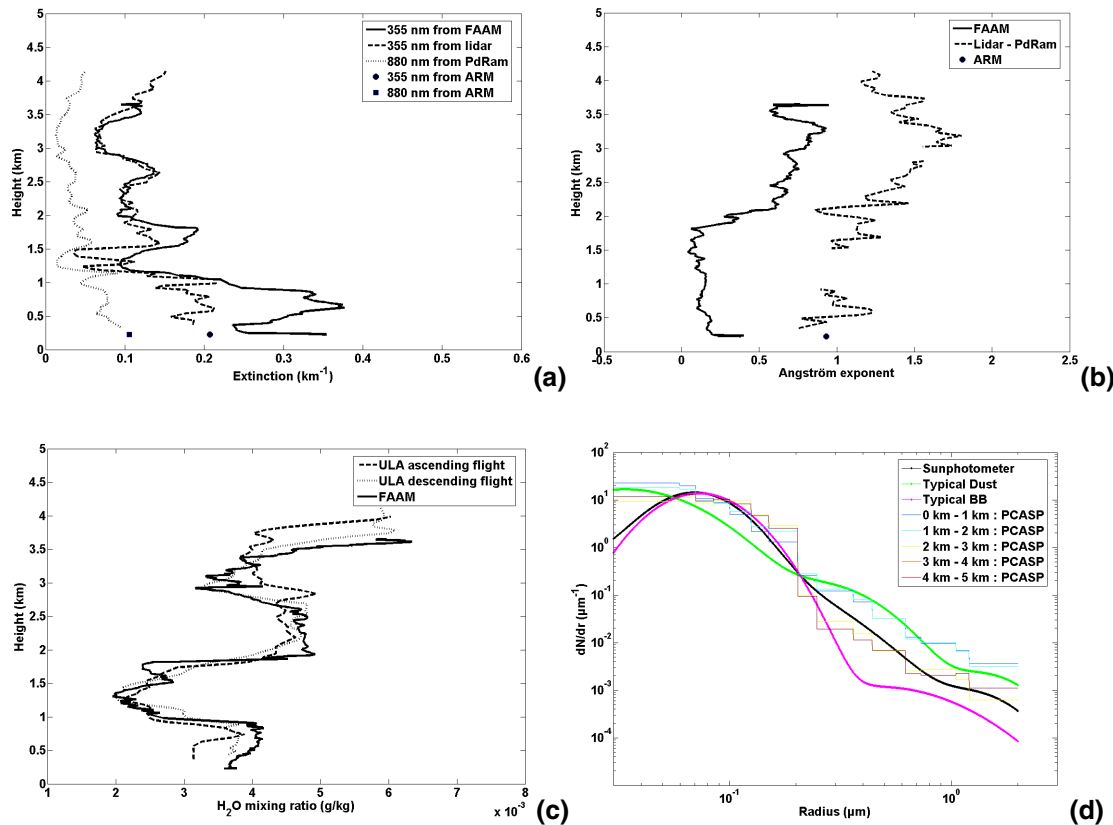 5
4.5
4
3.5
3
2.5
2
1.5
1
0.5
0
Height (km)
355 nm from FAAM
355 nm from lidar
880 nm from PdRam
355 nm from ARM
880 nm from ARM
0 0.1 0.2 0.3 0.4 0.5 0.6
Extinction (km⁻¹)
(a)
5
4.5
4
3.5
3
2.5
2
1.5
1
0.5
0
Height (km)
FAAM
Lidar - PdRam
ARM
-0.5 0 0.5 1 1.5 2 2.5
Angström exponent
(b)
5
4.5
4
3.5
3
2.5
2
1.5
1
0.5
0
Height (km)
ULA ascending flight
ULA descending flight
FAAM
2 3 4 5 6 7 8
H₂O mixing ratio (g/kg)
x 10⁻³
(c)
10²
10¹
10⁰
10⁻¹
10⁻²
10⁻³
10⁻⁴
dN/dr (µm⁻¹)
Sunphotometer
Typical Dust
Typical BB
0 km - 1 km : PCASP
1 km - 2 km : PCASP
2 km - 3 km : PCASP
3 km - 4 km : PCASP
4 km - 5 km : PCASP
10⁻¹ 10⁰
Radius (µm)
(d)